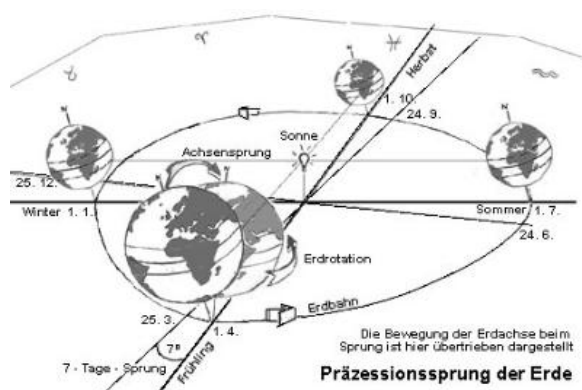 Herbst
1. 10.
24. 9.
N
N
N
Sonne
Achsensprung
25. 12.
Winter 1. 1.
Sommer 1. 7.
24. 6.
Erdrotation
Erdbahn
25. 3.
1. 4.
7°
7 - Tage - Sprung
Frühling
Die Bewegung der Erdachse beim
Sprung ist hier übertrieben dargestellt
Präzessionssprung der Erde